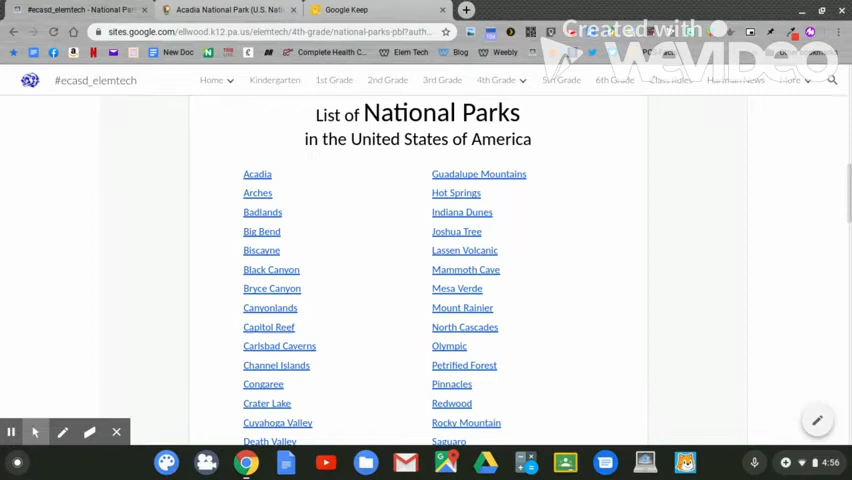 #ecasd_elemtech - National Par
Acadia National Park (U.S. Nati
Google Keep
sites.google.com/ellwood.k12.pa.us/elemtech/4th-grade/national-parks-pbl?auth
Created with
WEVIDEO
New Doc
Complete Health C
Elem Tech
Blog
Weebly
#ecasd_elemtech
Home
Kindergarten
1st Grade
2nd Grade
3rd Grade
4th Grade
5th Grade
6th Grade
Class Rules
More
List of National Parks
in the United States of America
Acadia
Arches
Badlands
Big Bend
Biscayne
Black Canyon
Bryce Canyon
Canyonlands
Capitol Reef
Carlsbad Caverns
Channel Islands
Congaree
Crater Lake
Cuyahoga Valley
Death Valley
Guadalupe Mountains
Hot Springs
Indiana Dunes
Joshua Tree
Lassen Volcanic
Mammoth Cave
Mesa Verde
Mount Rainier
North Cascades
Olympic
Petrified Forest
Pinnacles
Redwood
Rocky Mountain
Saguaro
4:56